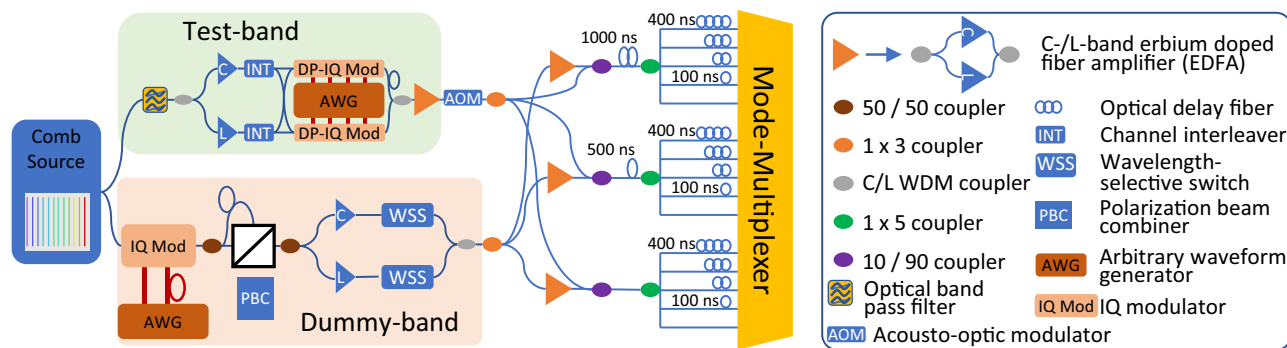 Test-band
C
INT
DP-IQ Mod
AWG
L
INT
DP-IQ Mod
AOM
Comb
Source
IQ Mod
AWG
PBC
C
WSS
L
WSS
Dummy-band
1000 ns
400 ns
100 ns
500 ns
400 ns
100 ns
400 ns
100 ns
Mode-Multiplexer
C
L
C-/L-band erbium doped
fiber amplifier (EDFA)
50 / 50 coupler
1 x 3 coupler
C/L WDM coupler
1 x 5 coupler
10 / 90 coupler
Optical band
pass filter
AOM Acousto-optic modulator
Optical delay fiber
INT Channel interleaver
WSS Wavelength-
selective switch
PBC Polarization beam
combiner
AWG Arbitrary waveform
generator
IQ Mod IQ modulator